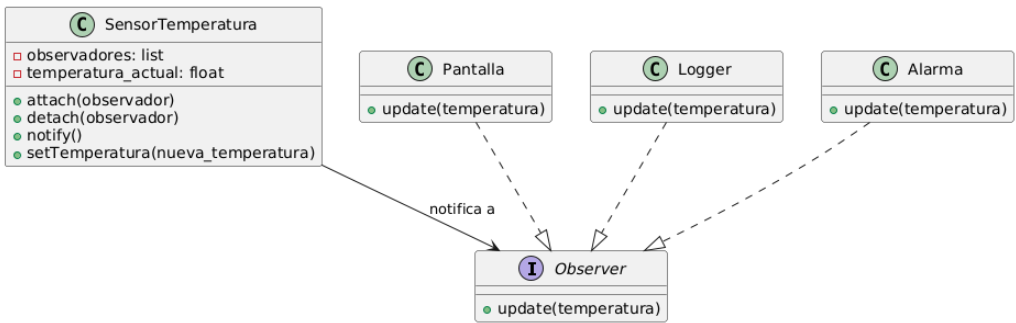 C SensorTemperatura
observadores: list
temperatura_actual: float
attach(observador)
detach(observador)
notify()
setTemperatura(nueva_temperatura)
C Pantalla
update(temperatura)
C Logger
update(temperatura)
C Alarma
update(temperatura)
notifica a
I Observer
update(temperatura)